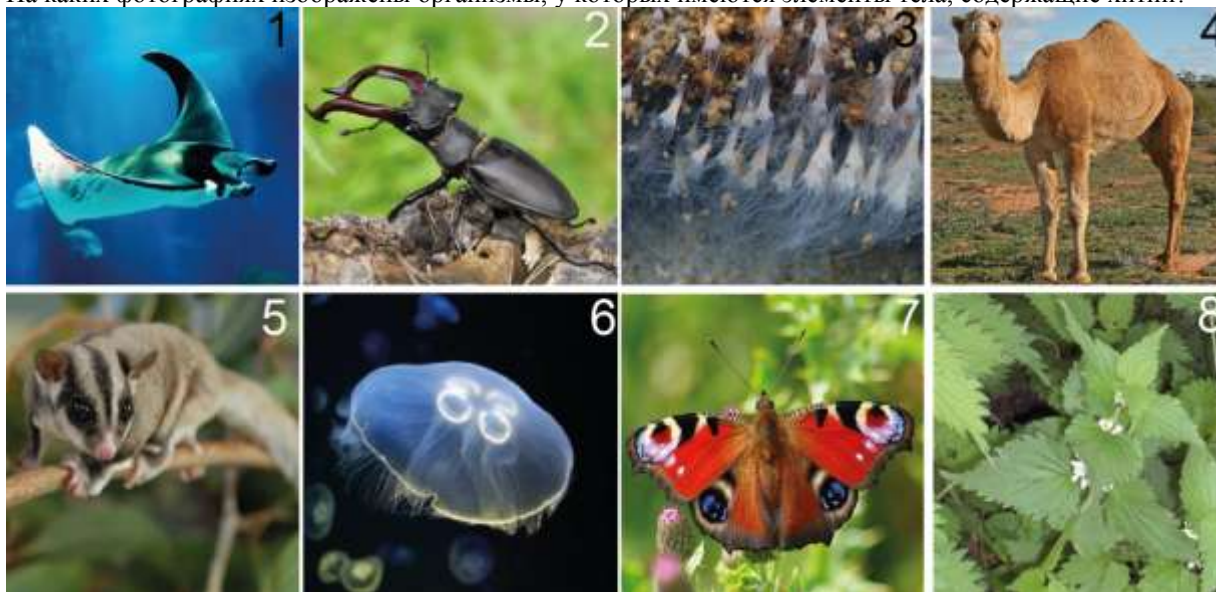 На каких фотографиях изображены организмы, у которых имеются элементы тела, содержащие хитин?
1 2 3 4
5 6 7 8